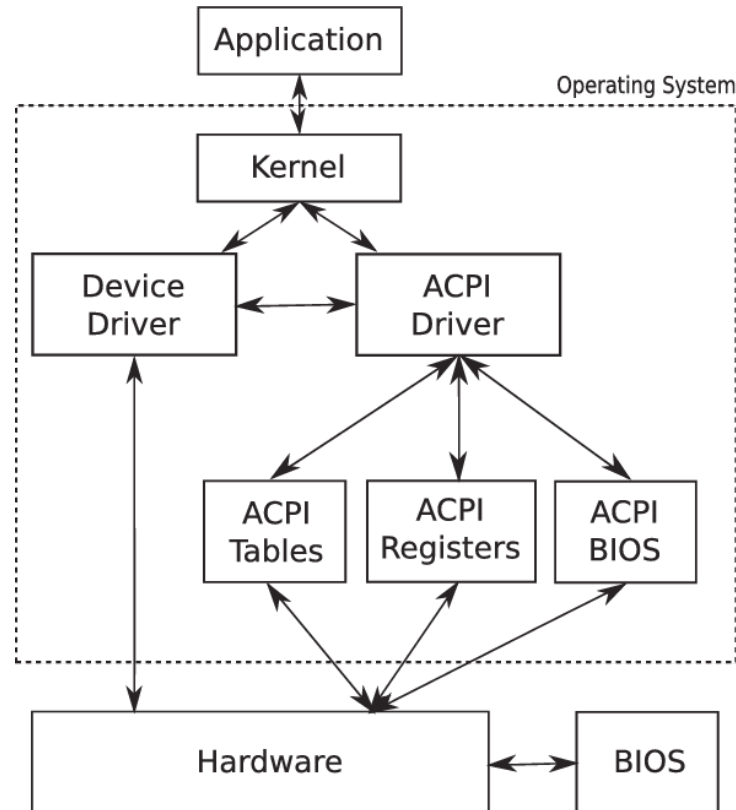 Application
Operating System
Kernel
Device
Driver
ACPI
Driver
ACPI
Tables
ACPI
Registers
ACPI
BIOS
Hardware
BIOS